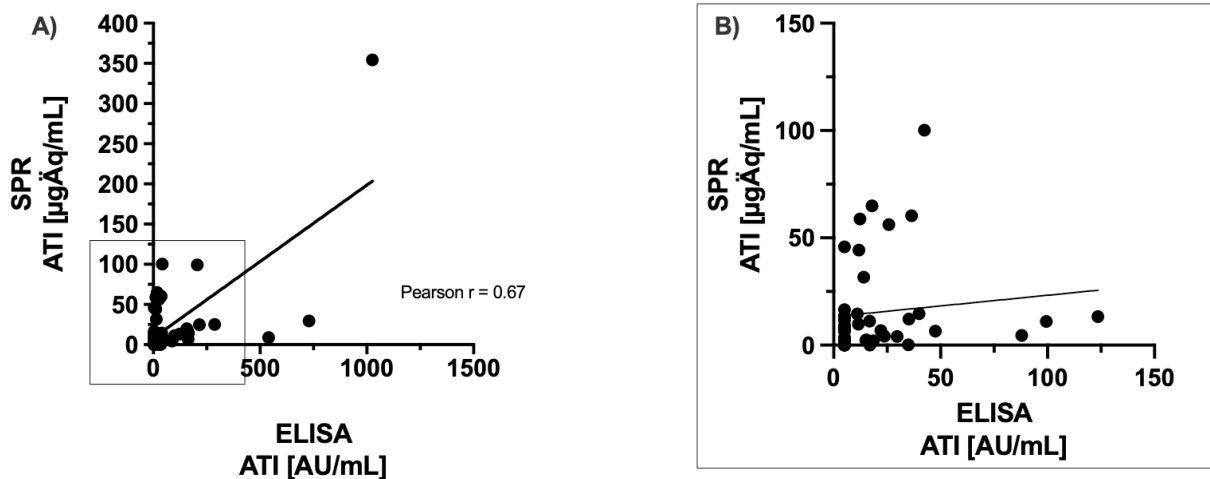 A)
SPR
ATI [µgÄq/mL]
400
350
300
250
200
150
100
50
0
0
500
1000
1500
Pearson r = 0.67
ELISA
ATI [AU/mL]
B)
SPR
ATI [µgÄq/mL]
150
100
50
0
0
50
100
150
ELISA
ATI [AU/mL]